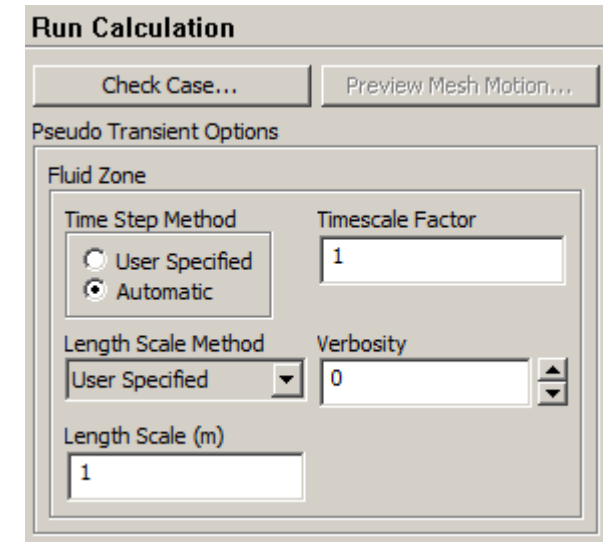 Run Calculation
Check Case... Preview Mesh Motion...
Pseudo Transient Options
Fluid Zone
Time Step Method Timescale Factor
User Specified 1
Automatic
Length Scale Method Verbosity
User Specified 0
Length Scale (m)
1